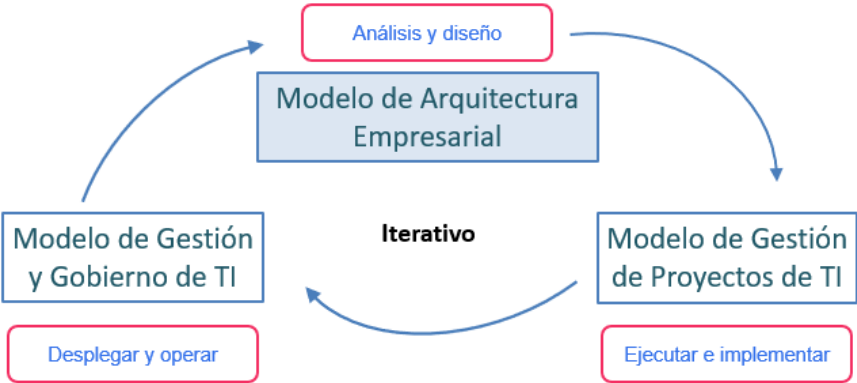 Análisis y diseño
Modelo de Arquitectura
Empresarial
Iterativo
Modelo de Gestión
y Gobierno de TI
Modelo de Gestión
de Proyectos de TI
Desplegar y operar
Ejecutar e implementar